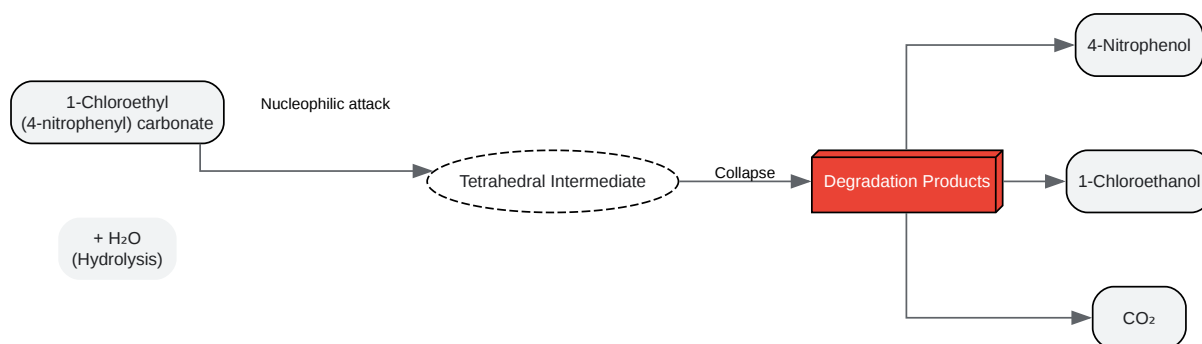 1-Chloroethyl
(4-nitrophenyl) carbonate
Nucleophilic attack
+ H₂O
(Hydrolysis)
Tetrahedral Intermediate
Collapse
Degradation Products
4-Nitrophenol
1-Chloroethanol
CO₂